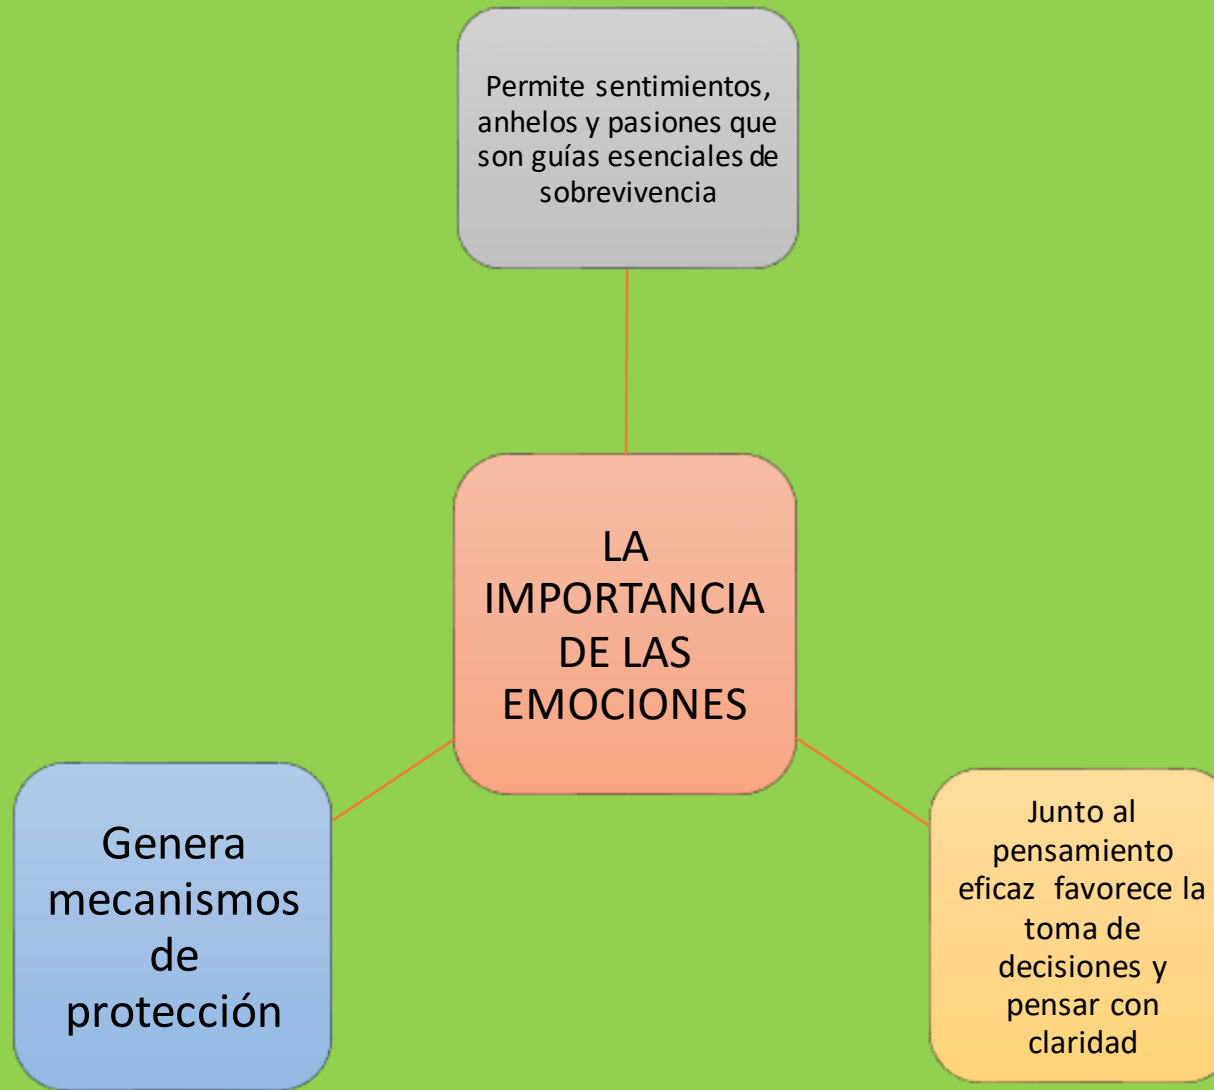 Permite sentimientos,
anhelos y pasiones que
son guías esenciales de
sobrevivencia
LA
IMPORTANCIA
DE LAS
EMOCIONES
Genera
mecanismos
de
protección
Junto al
pensamiento
eficaz favorece la
toma de
decisiones y
pensar con
claridad